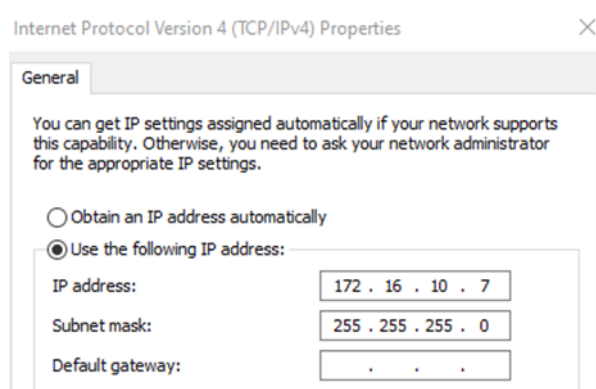 Internet Protocol Version 4 (TCP/IPv4) Properties
General
You can get IP settings assigned automatically if your network supports
this capability. Otherwise, you need to ask your network administrator
for the appropriate IP settings.
Obtain an IP address automatically
Use the following IP address:
IP address: 172 . 16 . 10 . 7
Subnet mask: 255 . 255 . 255 . 0
Default gateway: . . .